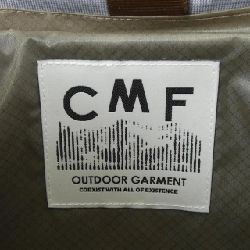 CMF
OUTDOOR GARMENT
COEXIST WITH ALL OF EXISTENCE